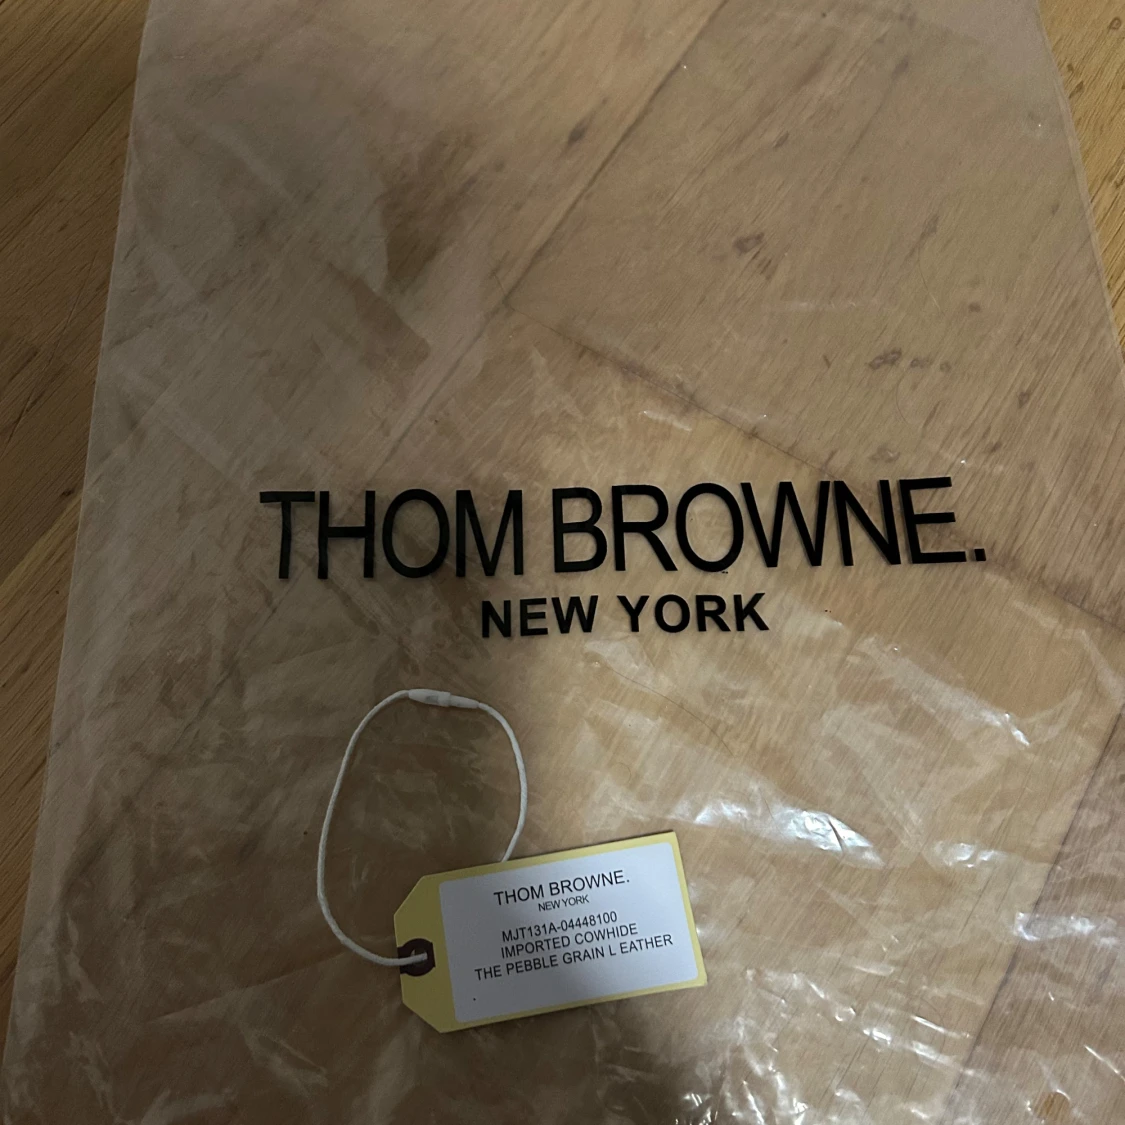 THOM BROWNE.
NEW YORK
THOM BROWNE.
NEW YORK
MJT131A-04448100
IMPORTED COWHIDE
THE PEBBLE GRAIN L EATHER